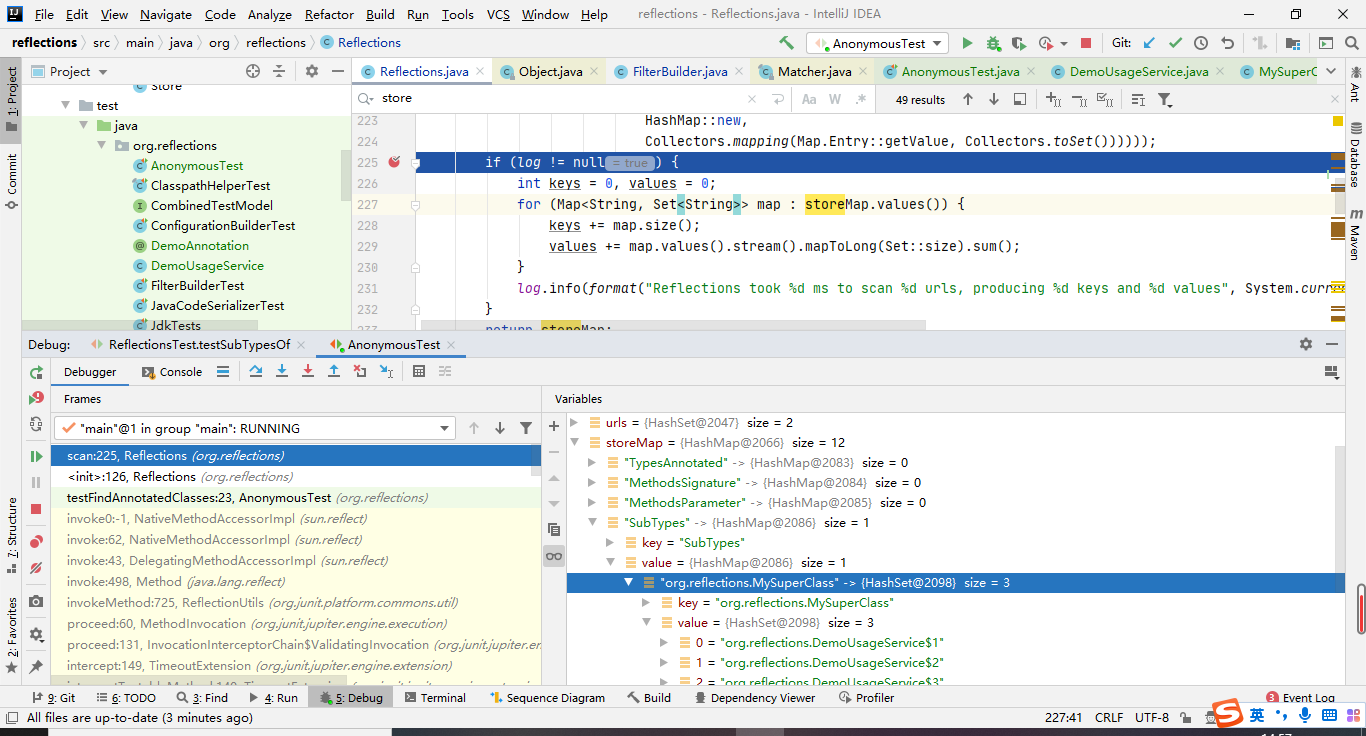 File Edit View Navigate Code Analyze Refactor Build Run Tools VCS Window Help reflections - Reflections.java - IntelliJ IDEA
reflections src main java org reflections Reflections AnonymousTest Git:
Project Reflections.java Object.java FilterBuilder.java Matcher.java AnonymousTest.java DemoUsageService.java MySuperC
store 49 results
Store
test
java
org.reflections
AnonymousTest
ClasspathHelperTest
CombinedTestModel
ConfigurationBuilderTest
DemoAnnotation
DemoUsageService
FilterBuilderTest
JavaCodeSerializerTest
JdkTests
1: Project
Commit
7: Structure
2: Favorites
Ant
Database
Maven
223 HashMap::new,
224 Collectors.mapping(Map.Entry::getValue, Collectors.toSet())))));
225 if (log != null = true ) {
226 int keys = 0, values = 0;
227 for (Map<String, Set<String>> map : storeMap.values()) {
228 keys += map.size();
229 values += map.values().stream().mapToLong(Set::size).sum();
230 }
231 log.info(format("Reflections took %d ms to scan %d urls, producing %d keys and %d values", System.curre
232 }
233 return storeMap;
Debug: ReflectionsTest.testSubTypesOf AnonymousTest
Debugger Console
Frames
"main"@1 in group "main": RUNNING
scan:225, Reflections (org.reflections)
<init>:126, Reflections (org.reflections)
testFindAnnotatedClasses:23, AnonymousTest (org.reflections)
invoke0:-1, NativeMethodAccessorImpl (sun.reflect)
invoke:62, NativeMethodAccessorImpl (sun.reflect)
invoke:43, DelegatingMethodAccessorImpl (sun.reflect)
invoke:498, Method (java.lang.reflect)
invokeMethod:725, ReflectionUtils (org.junit.platform.commons.util)
proceed:60, MethodInvocation (org.junit.jupiter.engine.execution)
proceed:131, InvocationInterceptorChain$ValidatingInvocation (org.junit.jupiter.en
intercept:149, TimeoutExtension (org.junit.jupiter.engine.extension)
Variables
urls = {HashSet@2047} size = 2
storeMap = {HashMap@2066} size = 12
"TypesAnnotated" -> {HashMap@2083} size = 0
"MethodsSignature" -> {HashMap@2084} size = 0
"MethodsParameter" -> {HashMap@2085} size = 0
"SubTypes" -> {HashMap@2086} size = 1
key = "SubTypes"
value = {HashMap@2086} size = 1
"org.reflections.MySuperClass" -> {HashSet@2098} size = 3
key = "org.reflections.MySuperClass"
value = {HashSet@2098} size = 3
0 = "org.reflections.DemoUsageService$1"
1 = "org.reflections.DemoUsageService$2"
2 = "org.reflections.DemoUsageService$3"
9: Git 6: TODO 3: Find 4: Run 5: Debug Terminal Sequence Diagram Build Dependency Viewer Profiler 3 Event Log
All files are up-to-date (3 minutes ago) 227:41 CRLF UTF-8 英